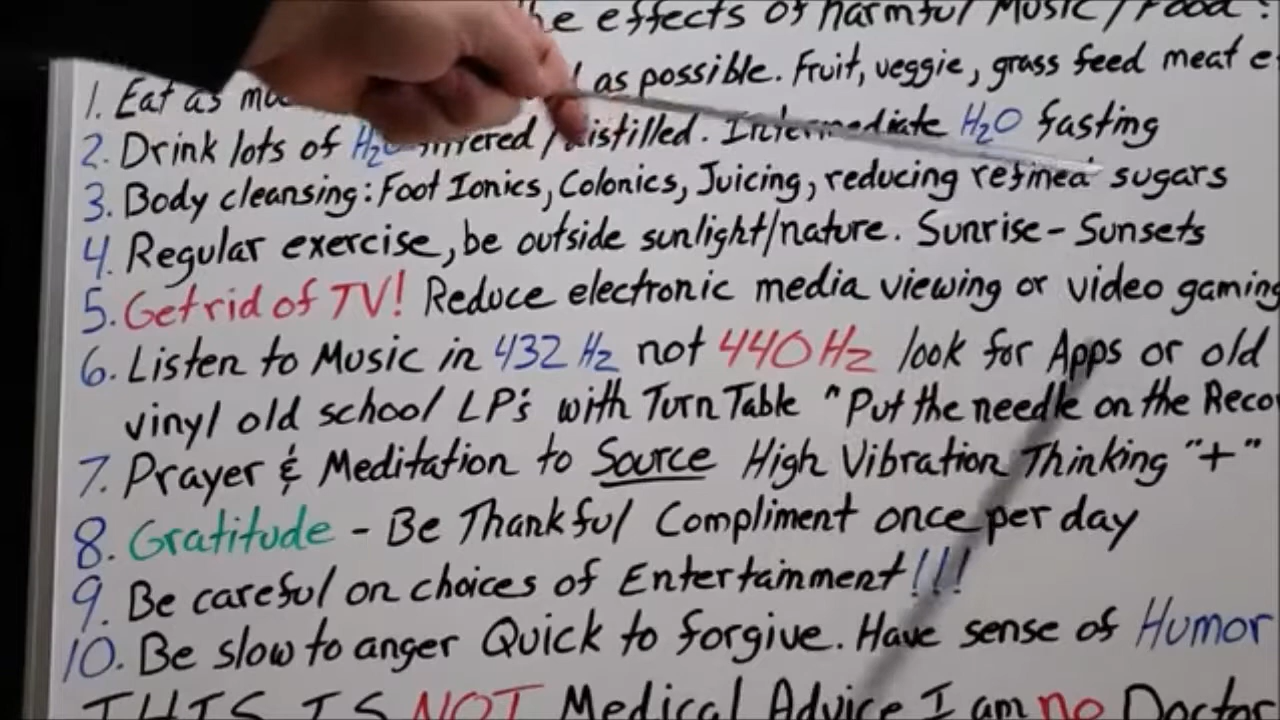 effects of harmful Music/Food
1. Eat as as possible. Fruit, veggie, grass feed meat
2. Drink lots of H₂O /distilled. Intermediate H₂O fasting
3. Body cleansing: Foot Ionics, Colonics, Juicing, reducing refined sugars
4. Regular exercise, be outside sunlight/nature. Sunrise - Sunsets
5. Get rid of TV! Reduce electronic media viewing or video gaming
6. Listen to Music in 432 Hz not 440 Hz look for Apps or old
vinyl old school LP's with Turn Table "Put the needle on the
7. Prayer & Meditation to Source High Vibration Thinking "+"
8. Gratitude - Be Thankful Compliment once per day
9. Be careful on choices of Entertainment!!!
10. Be slow to anger Quick to forgive. Have sense of Humor
THIS IS NOT Medical Advice I am no Doctor